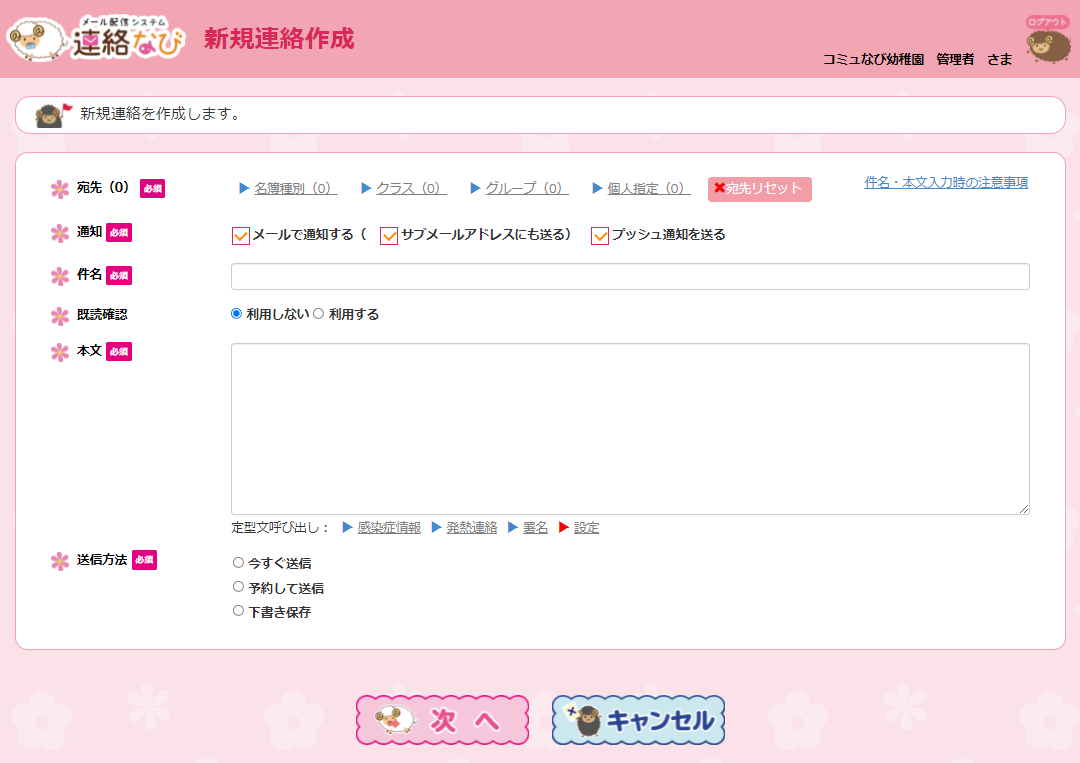 メール配信システム
連絡なび
新規連絡作成
ログアウト
コミュなび幼稚園 管理者 さま
新規連絡を作成します。
宛先（0） 必須
▶名簿種別（0） ▶クラス（0） ▶グループ（0） ▶個人指定（0） ✖宛先リセット
件名・本文入力時の注意事項
通知 必須
メールで通知する（ サブメールアドレスにも送る） プッシュ通知を送る
件名 必須
既読確認
利用しない 利用する
本文 必須
定型文呼び出し： ▶感染症情報 ▶発熱連絡 ▶署名 ▶設定
送信方法 必須
今すぐ送信
予約して送信
下書き保存
次 へ
キャンセル